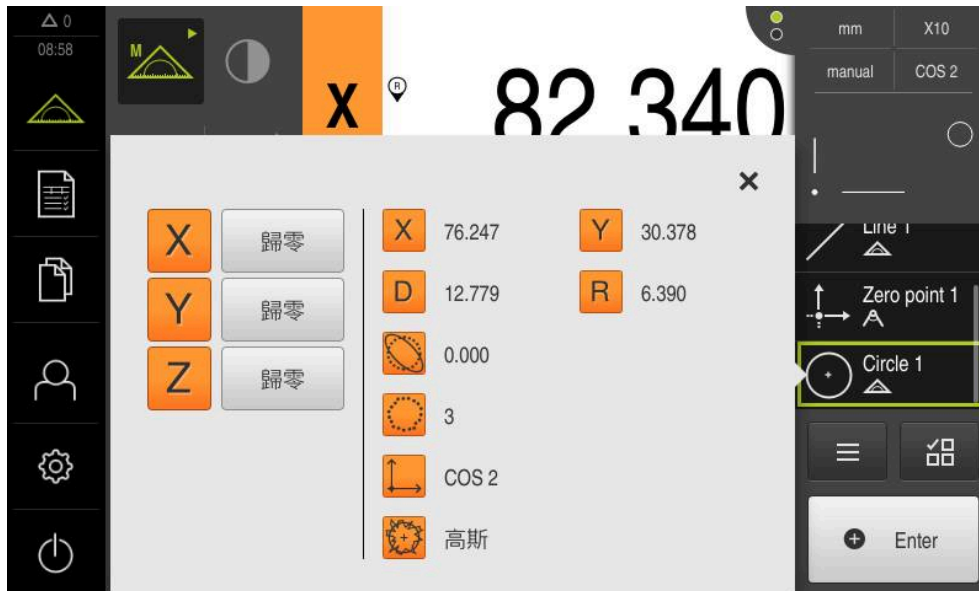 0
08:58
M
X
R
82.340
mm
X10
manual
COS 2
X 歸零
Y 歸零
Z 歸零
X 76.247
Y 30.378
D 12.779
R 6.390
0.000
3
COS 2
高斯
Line 1
Zero point 1
Circle 1
Enter